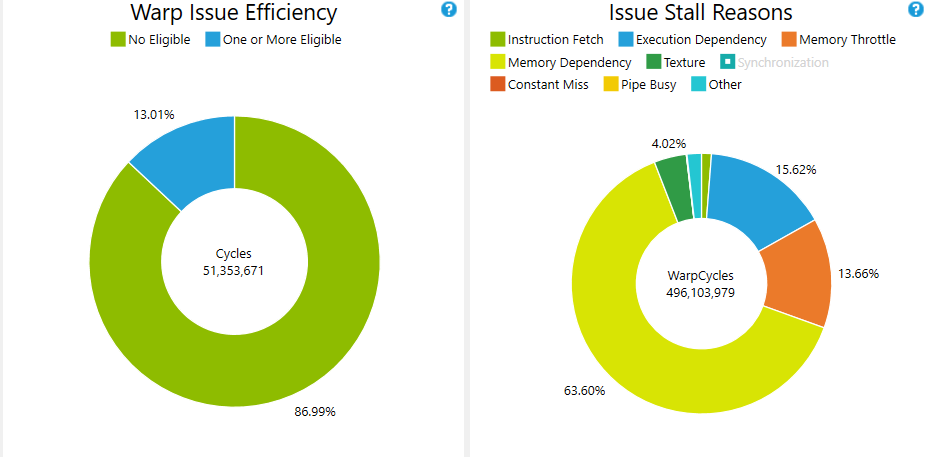 Warp Issue Efficiency
?
No Eligible One or More Eligible
13.01%
Cycles
51,353,671
86.99%
Issue Stall Reasons
?
Instruction Fetch Execution Dependency Memory Throttle
Memory Dependency Texture Synchronization
Constant Miss Pipe Busy Other
4.02%
15.62%
13.66%
WarpCycles
496,103,979
63.60%